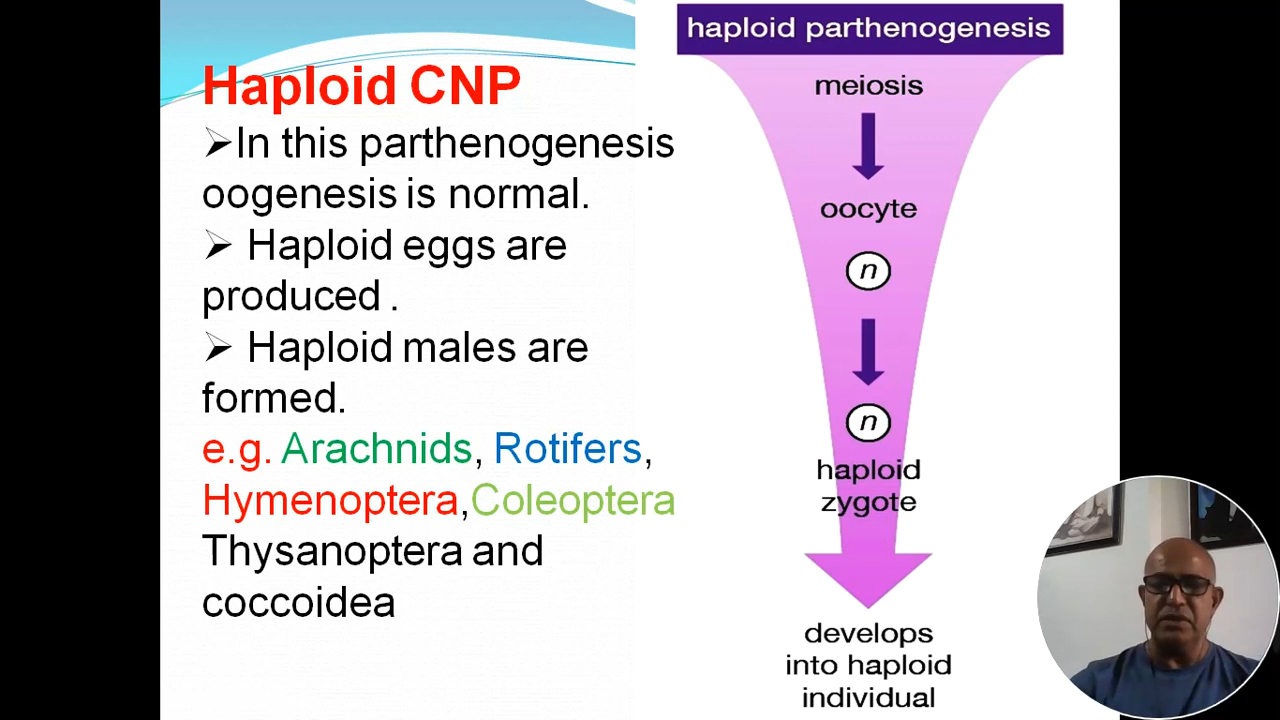 Haploid CNP
➢In this parthenogenesis
oogenesis is normal.
➢ Haploid eggs are
produced .
➢ Haploid males are
formed.
e.g. Arachnids, Rotifers,
Hymenoptera,Coleoptera
Thysanoptera and
coccoidea
haploid parthenogenesis
meiosis
oocyte
n
n
haploid
zygote
develops
into haploid
individual